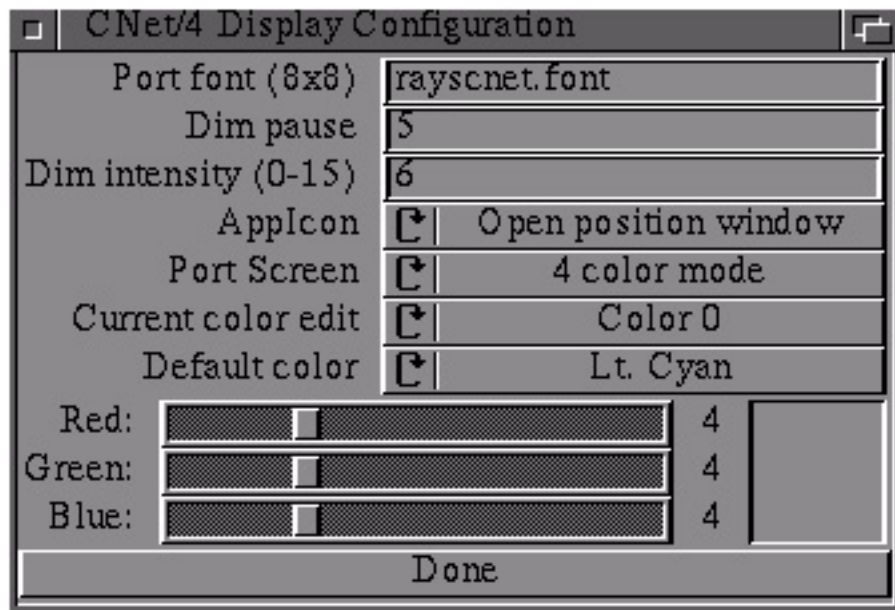 CNet/4 Display Configuration
Port font (8x8) rayscnet.font
Dim pause 5
Dim intensity (0-15) 6
AppIcon Open position window
Port Screen 4 color mode
Current color edit Color 0
Default color Lt. Cyan
Red: 4
Green: 4
Blue: 4
Done